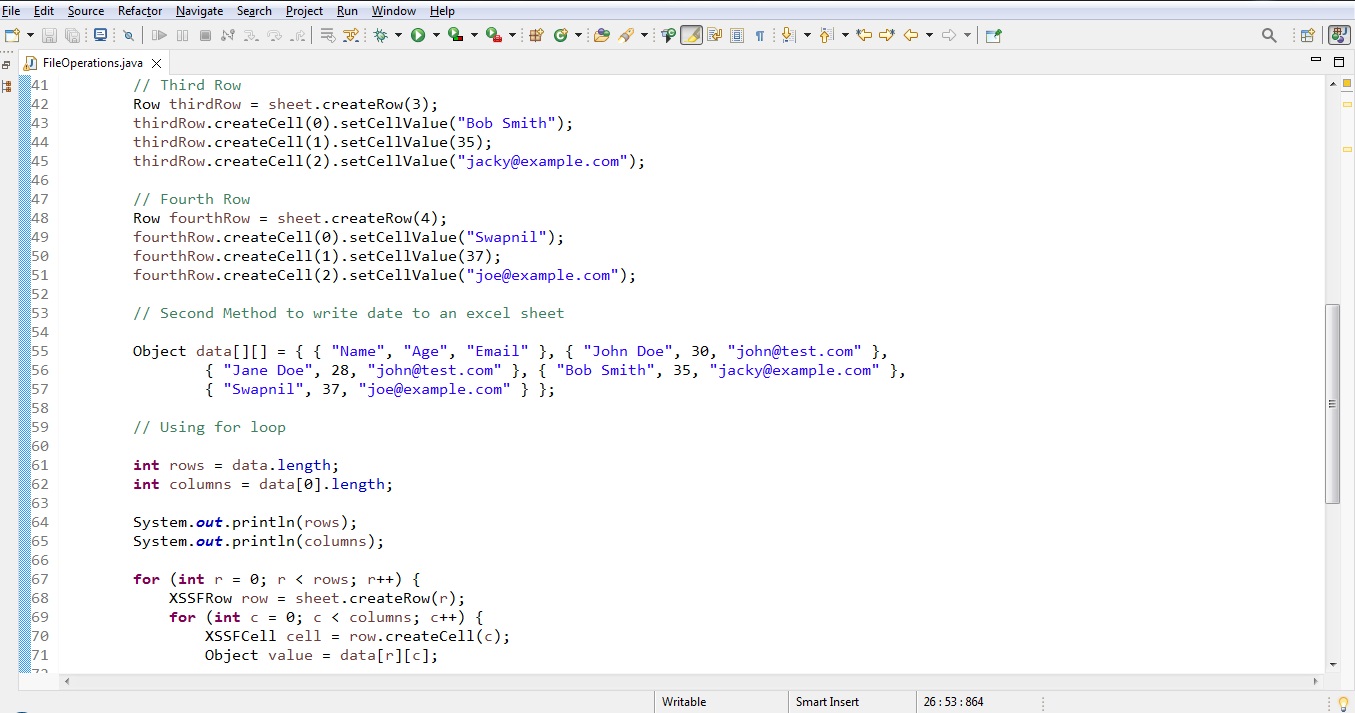 File Edit Source Refactor Navigate Search Project Run Window Help
FileOperations.java
41 // Third Row
42 Row thirdRow = sheet.createRow(3);
43 thirdRow.createCell(0).setCellValue("Bob Smith");
44 thirdRow.createCell(1).setCellValue(35);
45 thirdRow.createCell(2).setCellValue("jacky@example.com");
46
47 // Fourth Row
48 Row fourthRow = sheet.createRow(4);
49 fourthRow.createCell(0).setCellValue("Swapnil");
50 fourthRow.createCell(1).setCellValue(37);
51 fourthRow.createCell(2).setCellValue("joe@example.com");
52
53 // Second Method to write date to an excel sheet
54
55 Object data[][] = { { "Name", "Age", "Email" }, { "John Doe", 30, "john@test.com" },
56 { "Jane Doe", 28, "john@test.com" }, { "Bob Smith", 35, "jacky@example.com" },
57 { "Swapnil", 37, "joe@example.com" } };
58
59 // Using for loop
60
61 int rows = data.length;
62 int columns = data[0].length;
63
64 System.out.println(rows);
65 System.out.println(columns);
66
67 for (int r = 0; r < rows; r++) {
68 XSSFRow row = sheet.createRow(r);
69 for (int c = 0; c < columns; c++) {
70 XSSFCell cell = row.createCell(c);
71 Object value = data[r][c];
72
Writable Smart Insert 26 : 53 : 864